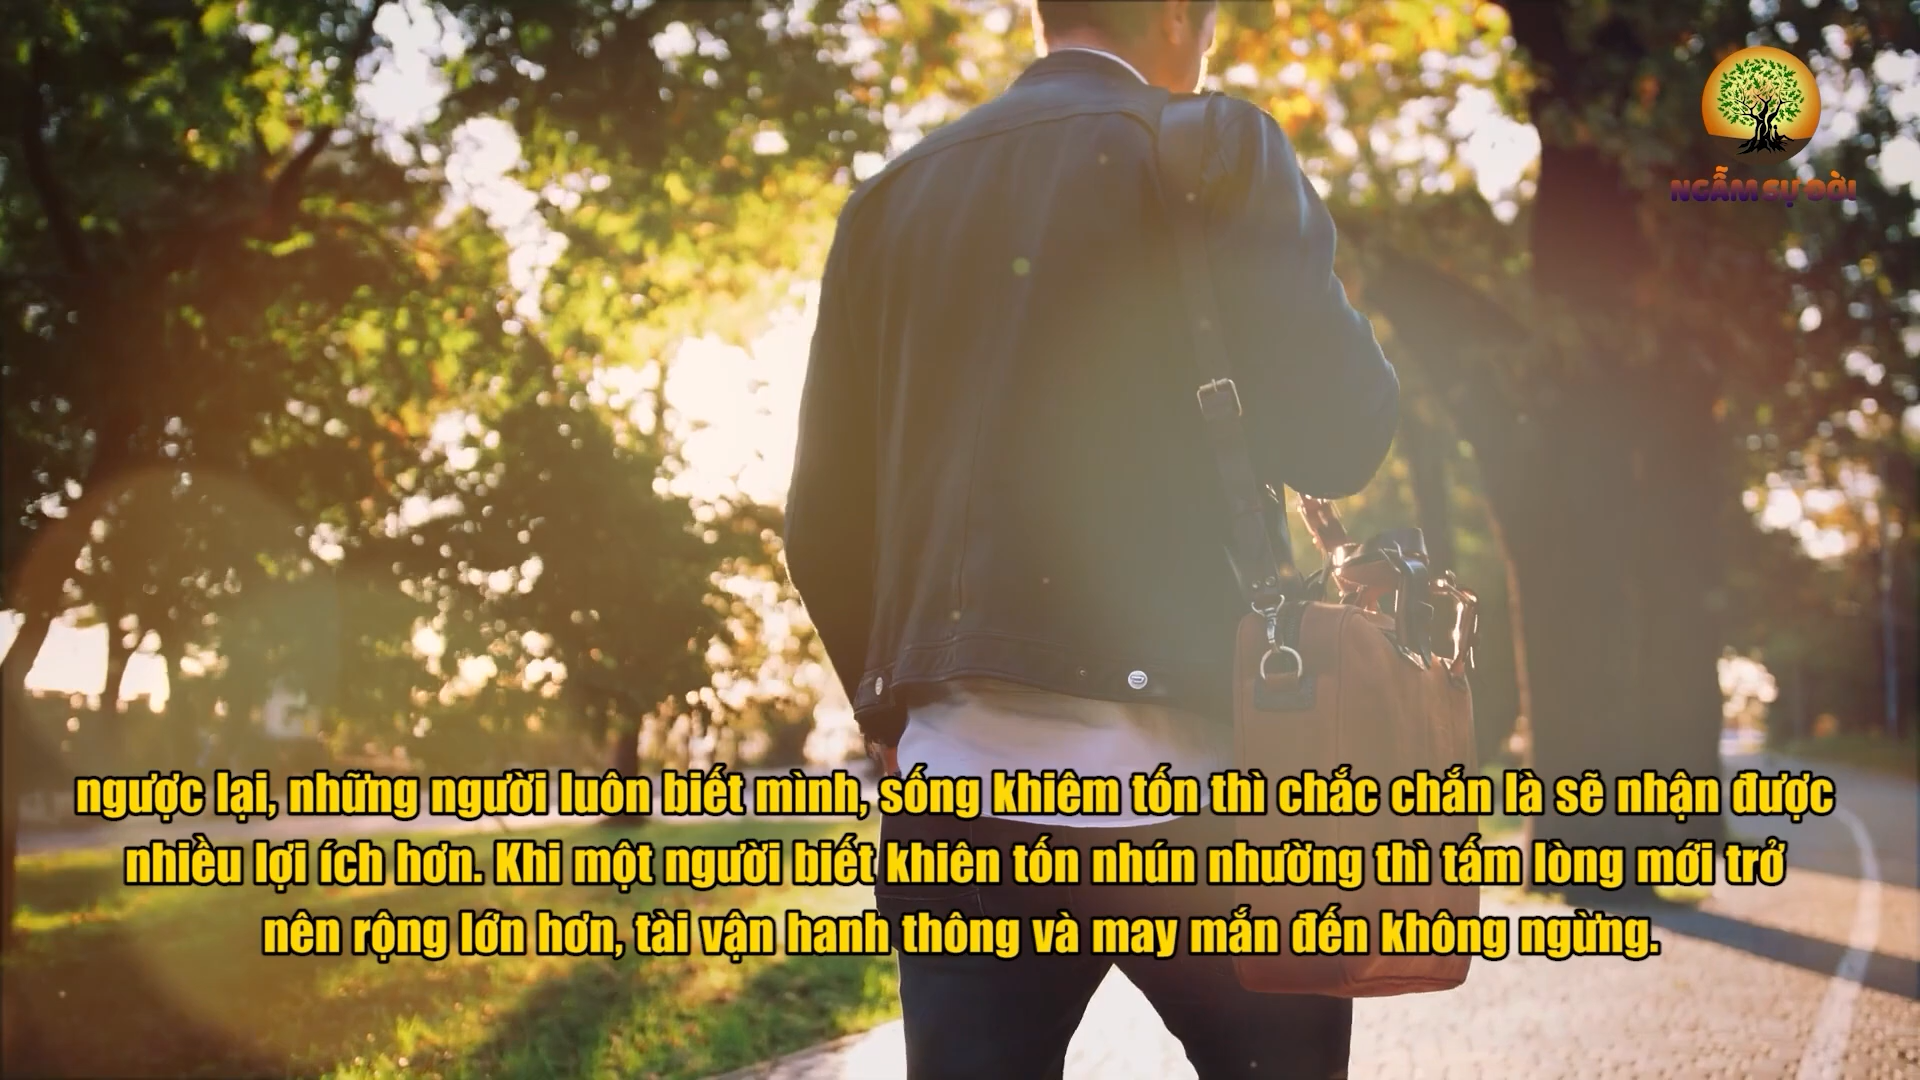 NGẪM SỰ ĐỜI
ngược lại, những người luôn biết mình, sống khiêm tốn thì chắc chắn là sẽ nhận được
nhiều lợi ích hơn. Khi một người biết khiên tốn nhún nhường thì tấm lòng mới trở
nên rộng lớn hơn, tài vận hanh thông và may mắn đến không ngừng.